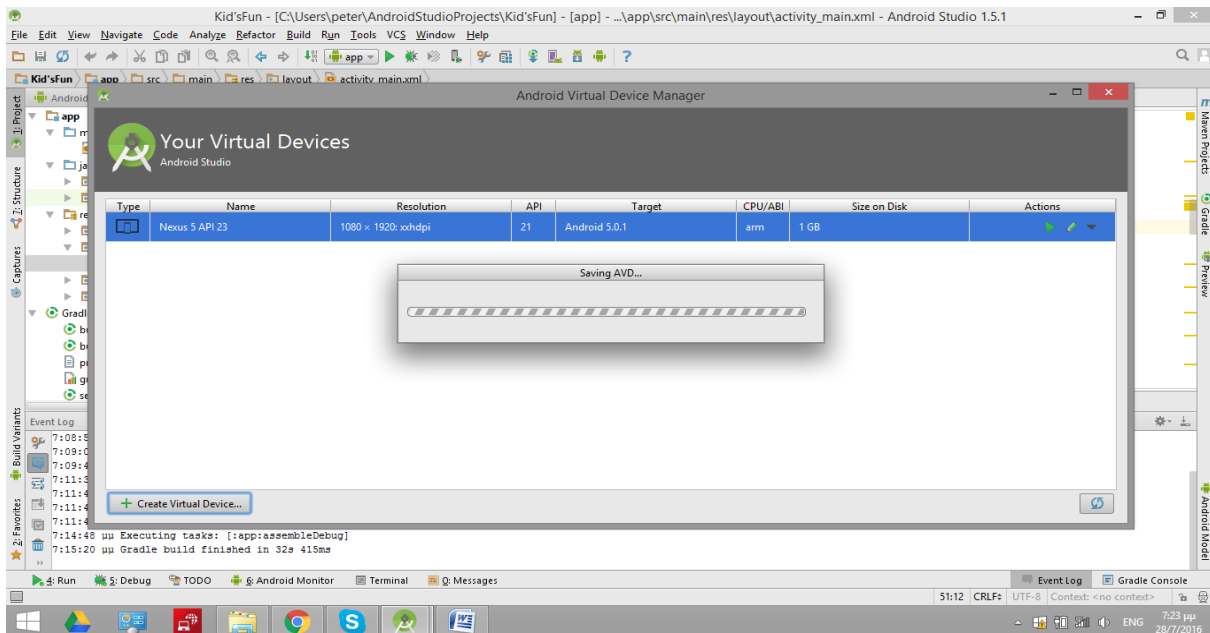 Kid'sFun - [C:\Users\peter\AndroidStudioProjects\Kid'sFun] - [app] - ...\app\src\main\res\layout\activity_main.xml - Android Studio 1.5.1
File Edit View Navigate Code Analyze Refactor Build Run Tools VCS Window Help
app
Kid'sFun app src main res layout activity_main.xml
1: Project
Android
Android Virtual Device Manager
Maven Projects
app
Your Virtual Devices
Android Studio
7: Structure
Type Name Resolution API Target CPU/ABI Size on Disk Actions
Nexus 5 API 23 1080 × 1920: xxhdpi 21 Android 5.0.1 arm 1 GB
Gradle
Captures
Saving AVD...
Preview
Gradl
Build Variants
Event Log
7:08:5
7:09:0
7:09:4
7:11:3
7:11:4
7:11:4
7:11:4
Create Virtual Device...
2: Favorites
Android Model
7:14:48 μμ Executing tasks: [:app:assembleDebug]
7:15:20 μμ Gradle build finished in 32s 415ms
4: Run 5: Debug TODO 6: Android Monitor Terminal 0: Messages Event Log Gradle Console
51:12 CRLF÷ UTF-8 Context: <no context>
ENG 7:23 μμ
28/7/2016